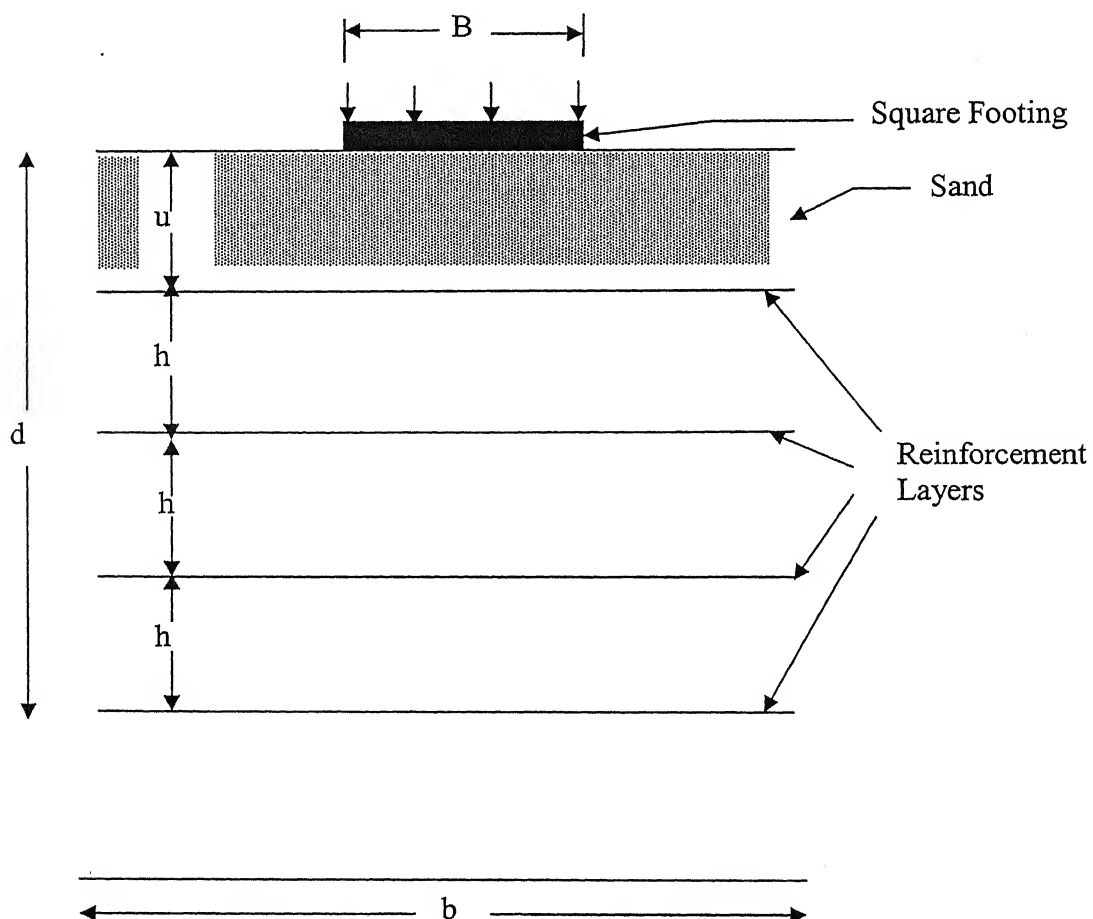 B
Square Footing
Sand
u
h
d
Reinforcement
Layers
h
h
b